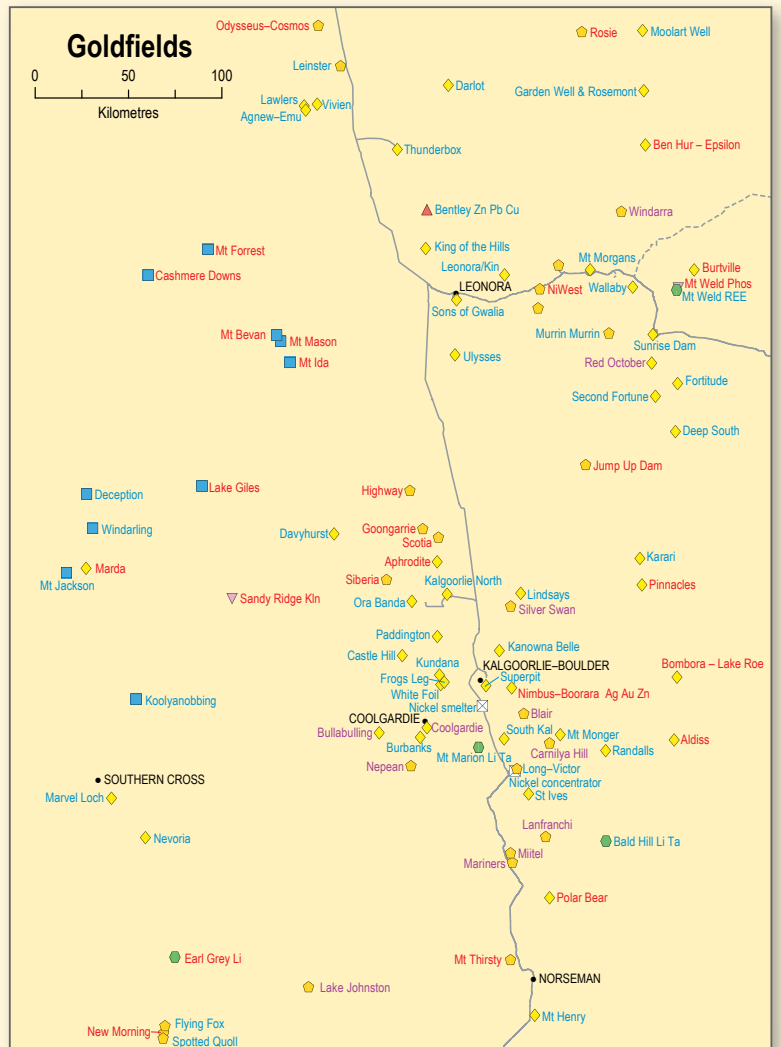 Odysseus–Cosmos
Rosie
Moolart Well
Goldfields
Leinster
0 50 100
Kilometres
Darlot
Garden Well & Rosemont
Lawlers
Vivien
Agnew–Emu
Thunderbox
Ben Hur – Epsilon
Bentley Zn Pb Cu
Windarra
Mt Forrest
King of the Hills
Mt Morgans
Leonora/Kin
Burtville
Cashmere Downs
LEONORA
NiWest
Wallaby
Mt Weld Phos
Mt Weld REE
Sons of Gwalia
Mt Bevan
Mt Mason
Murrin Murrin
Sunrise Dam
Mt Ida
Ulysses
Red October
Fortitude
Second Fortune
Deep South
Jump Up Dam
Lake Giles
Highway
Deception
Windarling
Davyhurst
Goongarrie
Scotia
Karari
Marda
Aphrodite
Mt Jackson
Siberia
Kalgoorlie North
Pinnacles
Sandy Ridge Kln
Ora Banda
Lindsays
Silver Swan
Paddington
Kanowna Belle
Castle Hill
Kundana
KALGOORLIE–BOULDER
Bombora – Lake Roe
Frogs Leg
Superpit
White Foil
Nimbus–Boorara Ag Au Zn
Koolyanobbing
Nickel smelter
Blair
COOLGARDIE
Coolgardie
Bullabulling
South Kal
Mt Monger
Aldiss
Burbanks
Carnilya Hill
Randalls
Mt Marion Li Ta
Nepean
Long–Victor
SOUTHERN CROSS
Nickel concentrator
Marvel Loch
St Ives
Lanfranchi
Nevoria
Bald Hill Li Ta
Miitel
Mariners
Polar Bear
Earl Grey Li
Mt Thirsty
NORSEMAN
Lake Johnston
Mt Henry
Flying Fox
New Morning
Spotted Quoll